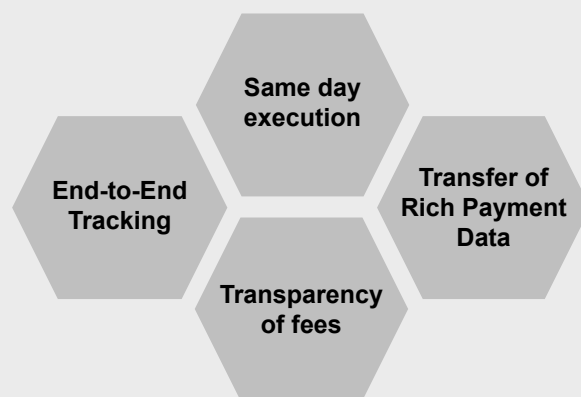 Same day
execution
End-to-End
Tracking
Transfer of
Rich Payment
Data
Transparency
of fees